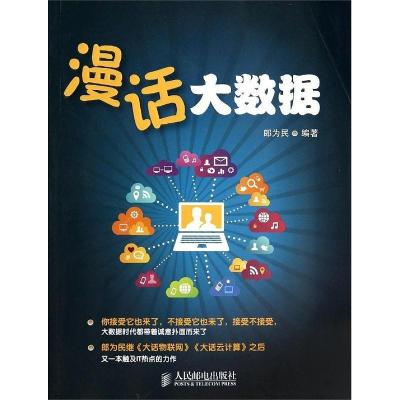 漫话大数据
郎为民 编著
你接受它也来了，不接受它也来了，接受不接受，
大数据时代都带着诚意扑面而来了
郎为民继《大话物联网》《大话云计算》之后
又一本触及IT热点的力作
人民邮电出版社
POSTS & TELECOM PRESS